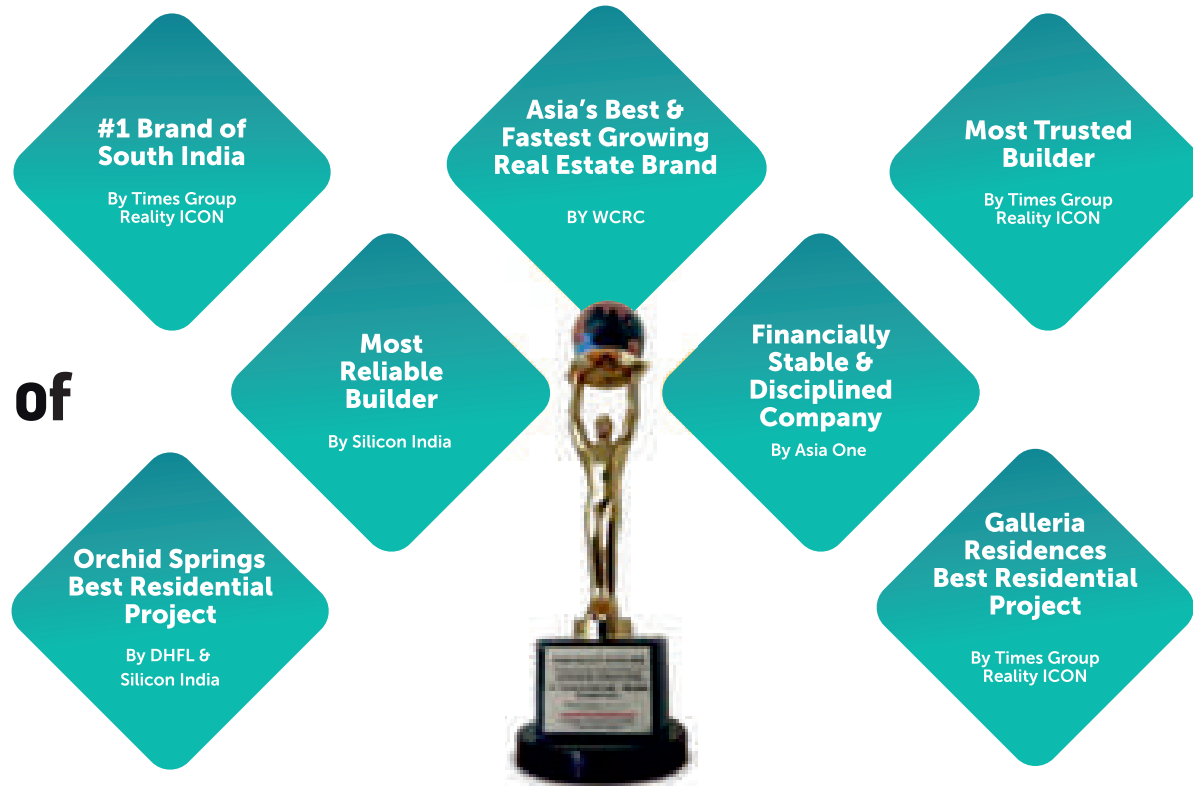 #1 Brand of
South India
By Times Group
Reality ICON
Asia's Best &
Fastest Growing
Real Estate Brand
BY WCRC
Most Trusted
Builder
By Times Group
Reality ICON
of
Most
Reliable
Builder
By Silicon India
Financially
Stable &
Disciplined
Company
By Asia One
Orchid Springs
Best Residential
Project
By DHFL &
Silicon India
Galleria
Residences
Best Residential
Project
By Times Group
Reality ICON